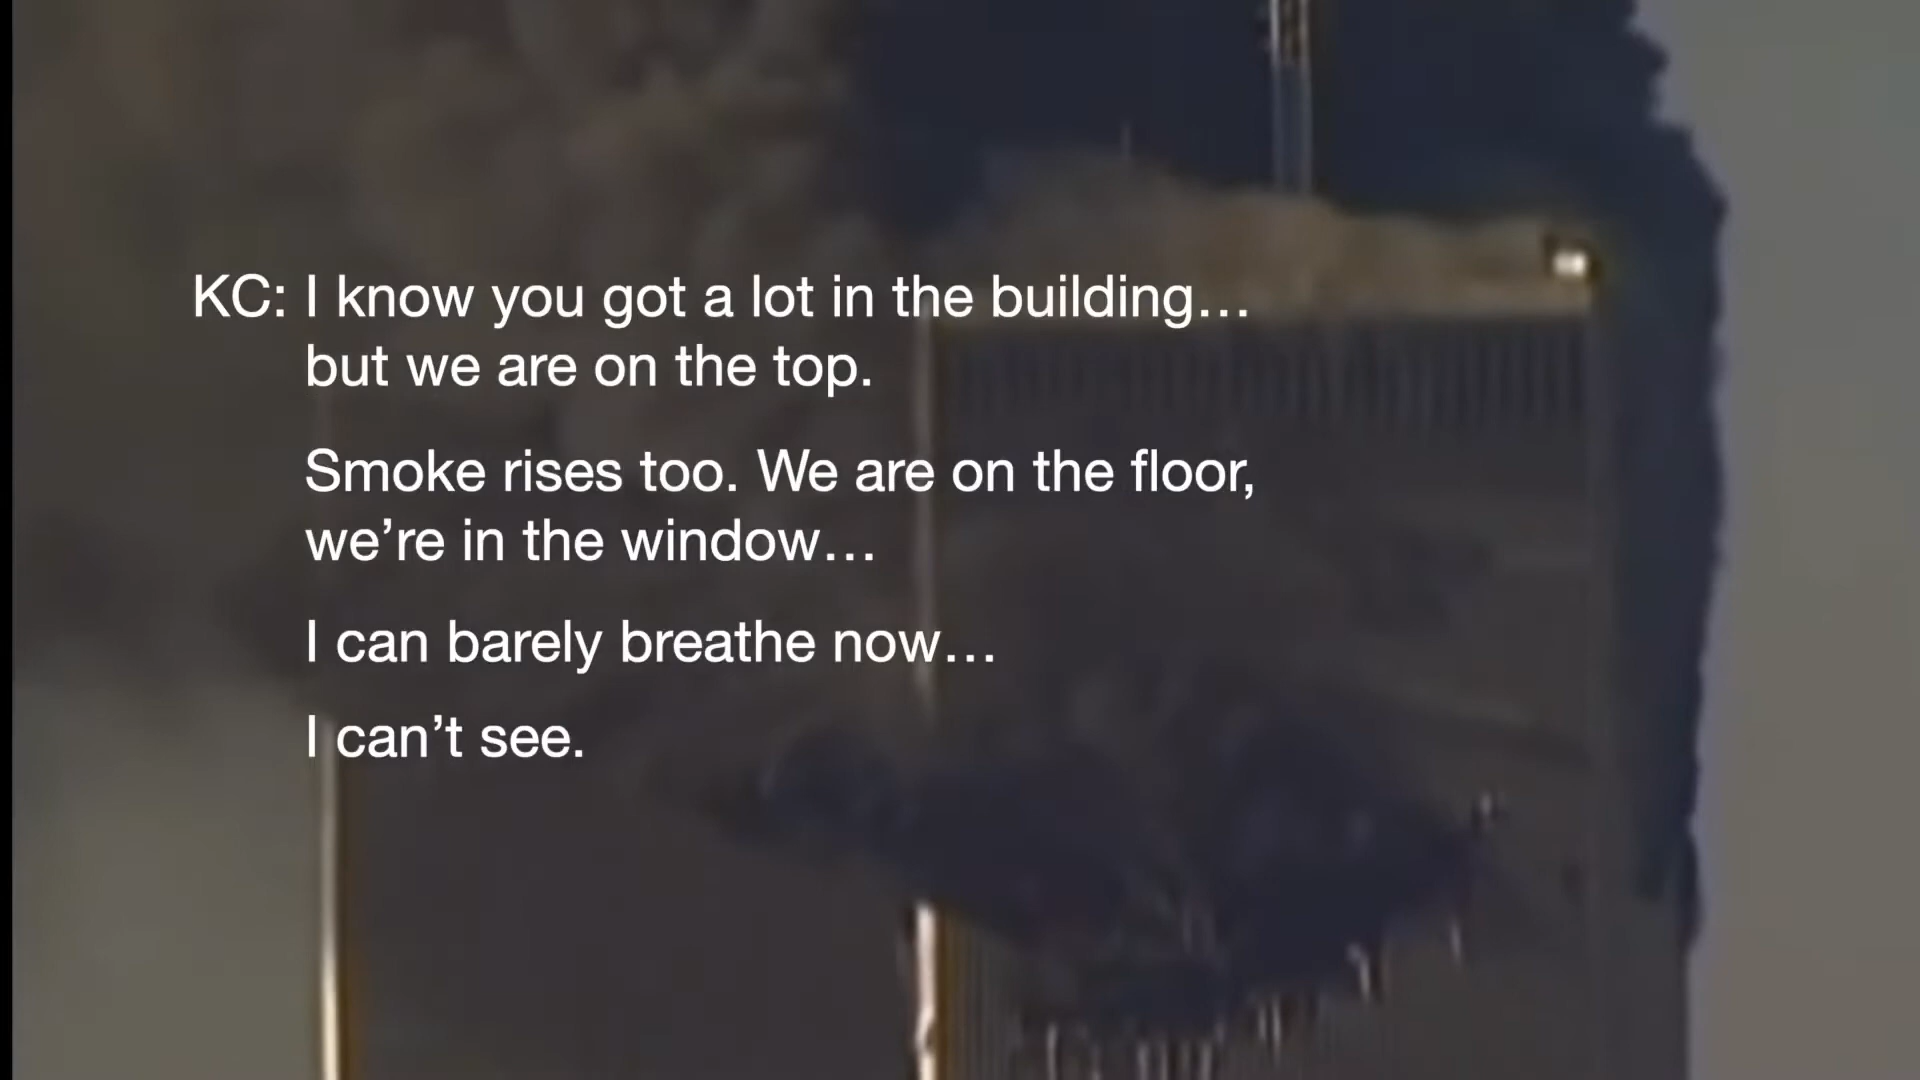 KC: I know you got a lot in the building…
but we are on the top.
Smoke rises too. We are on the floor,
we’re in the window…
I can barely breathe now…
I can’t see.